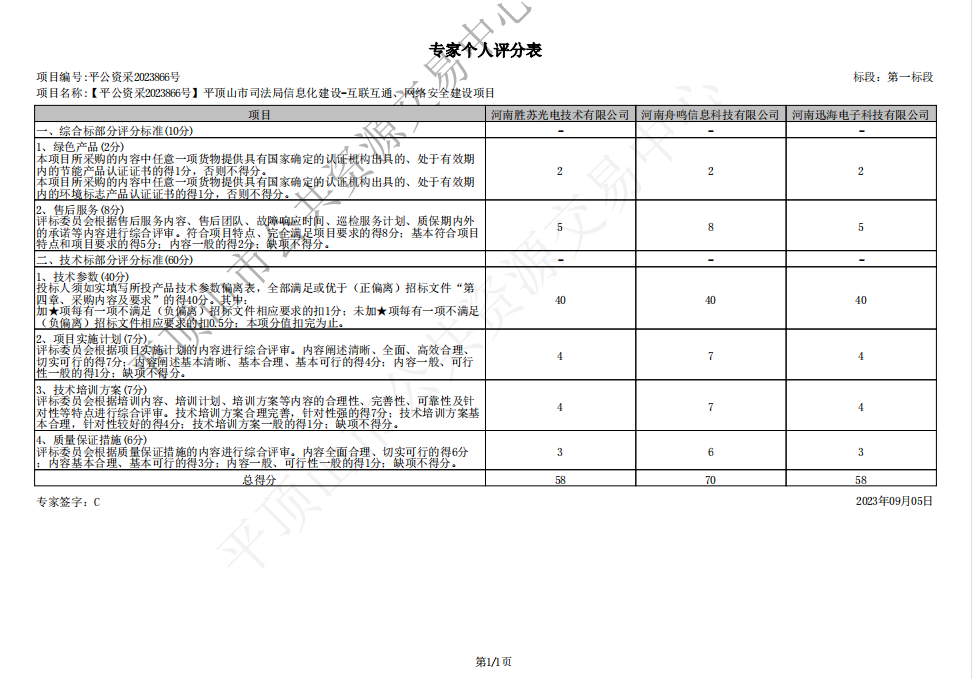 专家个人评分表
项目编号:平公资采2023866号 标段: 第一标段
项目名称:【平公资采2023866号】平顶山市司法局信息化建设-互联互通、网络安全建设项目
项目 河南胜苏光电技术有限公司 河南舟鸣信息科技有限公司 河南迅海电子科技有限公司
一、综合标部分评分标准(10分) - - -
1、绿色产品(2分)
本项目所采购的内容中任意一项货物提供具有国家确定的认证机构出具的、处于有效期
内的节能产品认证证书的得1分，否则不得分。
本项目所采购的内容中任意一项货物提供具有国家确定的认证机构出具的、处于有效期
内的环境标志产品认证证书的得1分，否则不得分。
2 2 2
2、售后服务(8分)
评标委员会根据售后服务内容、售后团队、故障响应时间、巡检服务计划、质保期内外
的承诺等内容进行综合评审。符合项目特点、完全满足项目要求的得8分；基本符合项目
特点和项目要求的得5分；内容一般的得2分；缺项不得分。
5 8 5
二、技术标部分评分标准(60分) - - -
1、技术参数(40分)
投标人须如实填写所投产品技术参数偏离表，全部满足或优于（正偏离）招标文件“第
四章、采购内容及要求”的得40分。其中:
加★项每有一项不满足（负偏离）招标文件相应要求的扣1分；未加★项每有一项不满足
（负偏离）招标文件相应要求的扣0.5分；本项分值扣完为止。
40 40 40
2、项目实施计划(7分)
评标委员会根据项目实施计划的内容进行综合评审。内容阐述清晰、全面、高效合理、
切实可行的得7分；内容阐述基本清晰、基本合理、基本可行的得4分；内容一般、可行
性一般的得1分；缺项不得分。
4 7 4
3、技术培训方案(7分)
评标委员会根据培训内容、培训计划、培训方案等内容的合理性、完善性、可靠性及针
对性等特点进行综合评审。技术培训方案合理完善，针对性强的得7分；技术培训方案基
本合理，针对性较好的得4分；技术培训方案一般的得1分；缺项不得分。
4 7 4
4、质量保证措施(6分)
评标委员会根据质量保证措施的内容进行综合评审。内容全面合理、切实可行的得6分
；内容基本合理、基本可行的得3分；内容一般、可行性一般的得1分；缺项不得分。
3 6 3
总得分 58 70 58
专家签字: C 2023年09月05日
第1/1页
平顶山市公共资源交易中心
平顶山市公共资源交易中心